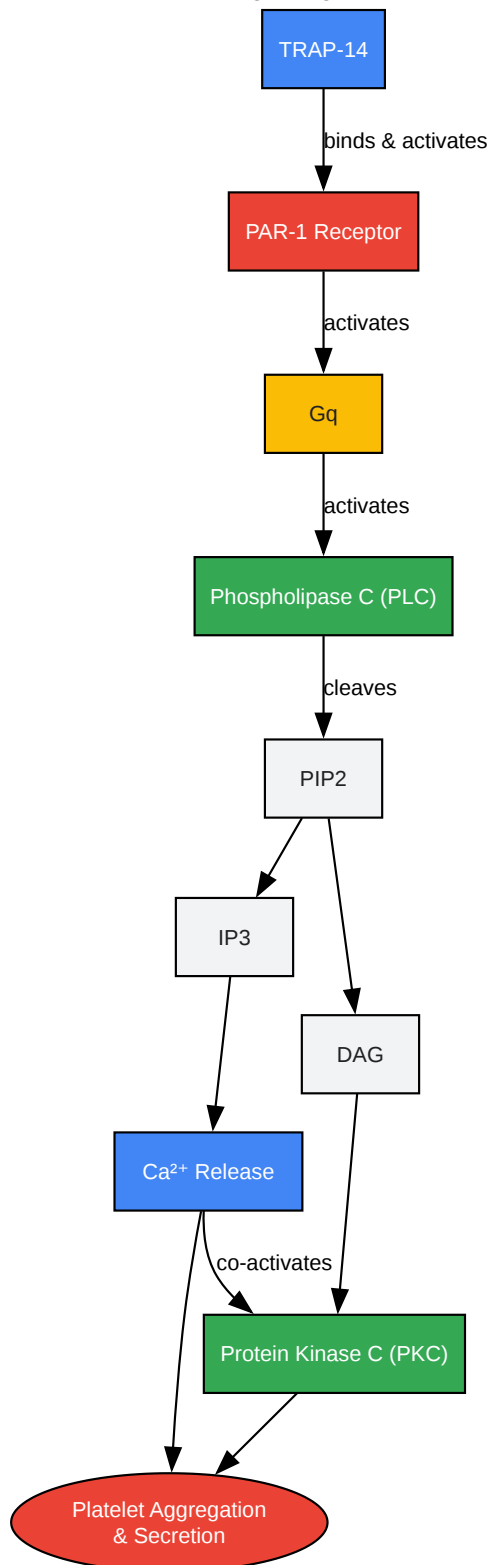 TRAP-14
binds & activates
PAR-1 Receptor
activates
Gq
activates
Phospholipase C (PLC)
cleaves
PIP2
IP3
DAG
Ca²⁺ Release
co-activates
Protein Kinase C (PKC)
Platelet Aggregation
& Secretion